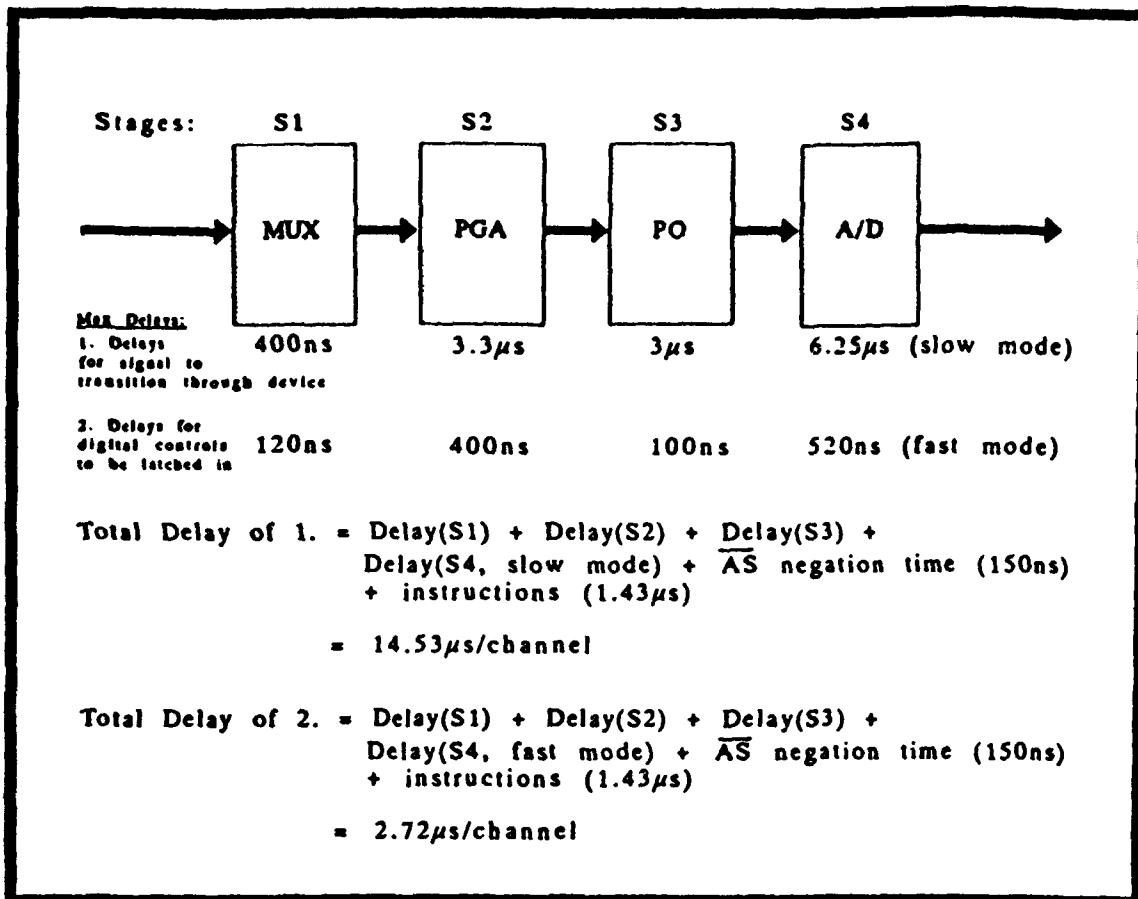 Stages: S1 S2 S3 S4
MUX PGA PO A/D
Max Delays:
1. Delays
for signal to
transition through device
400ns 3.3μs 3μs 6.25μs (slow mode)
2. Delays for
digital controls
to be latched in
120ns 400ns 100ns 520ns (fast mode)
Total Delay of 1. = Delay(S1) + Delay(S2) + Delay(S3) +
Delay(S4, slow mode) + A̅S̅ negation time (150ns)
+ instructions (1.43μs)
= 14.53μs/channel
Total Delay of 2. = Delay(S1) + Delay(S2) + Delay(S3) +
Delay(S4, fast mode) + A̅S̅ negation time (150ns)
+ instructions (1.43μs)
= 2.72μs/channel